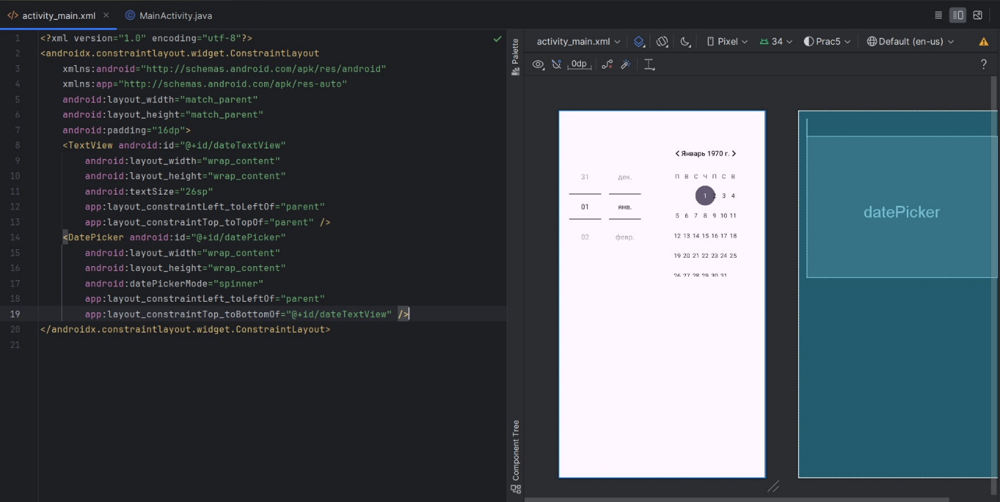 activity_main.xml
MainActivity.java
1 <?xml version="1.0" encoding="utf-8"?>
2 <androidx.constraintlayout.widget.ConstraintLayout
3 xmlns:android="http://schemas.android.com/apk/res/android"
4 xmlns:app="http://schemas.android.com/apk/res-auto"
5 android:layout_width="match_parent"
6 android:layout_height="match_parent"
7 android:padding="16dp">
8 <TextView android:id="@+id/dateTextView"
9 android:layout_width="wrap_content"
10 android:layout_height="wrap_content"
11 android:textSize="26sp"
12 app:layout_constraintLeft_toLeftOf="parent"
13 app:layout_constraintTop_toTopOf="parent" />
14 <DatePicker android:id="@+id/datePicker"
15 android:layout_width="wrap_content"
16 android:layout_height="wrap_content"
17 android:datePickerMode="spinner"
18 app:layout_constraintLeft_toLeftOf="parent"
19 app:layout_constraintTop_toBottomOf="@+id/dateTextView" />
20 </androidx.constraintlayout.widget.ConstraintLayout>
21
Palette
Component Tree
activity_main.xml Pixel 34 Prac5 Default (en-us)
0dp ?
< Январь 1970 г. >
31 дек.
01 янв.
02 февр.
П В С Ч П С В
1 2 3 4
5 6 7 8 9 10 11
12 13 14 15 16 17 18
19 20 21 22 23 24 25
26 27 28 29 30 31
datePicker